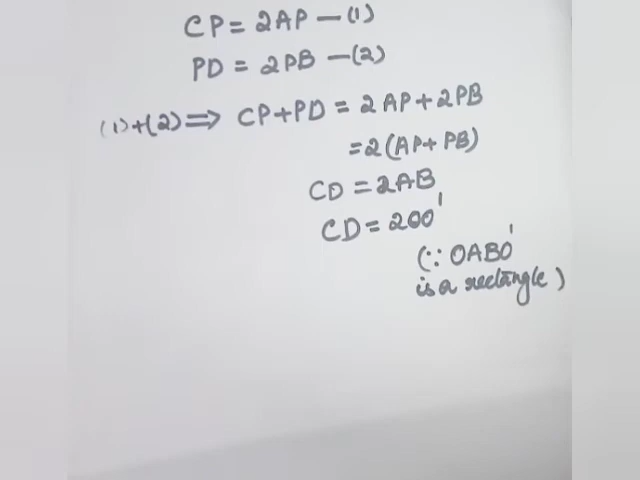 CP = 2AP — (1)
PD = 2PB — (2)
(1)+(2) ⟹ CP+PD = 2AP + 2PB
= 2(AP+ PB)
CD = 2AB
CD = 200'
(∵ OABO'
is a rectangle)